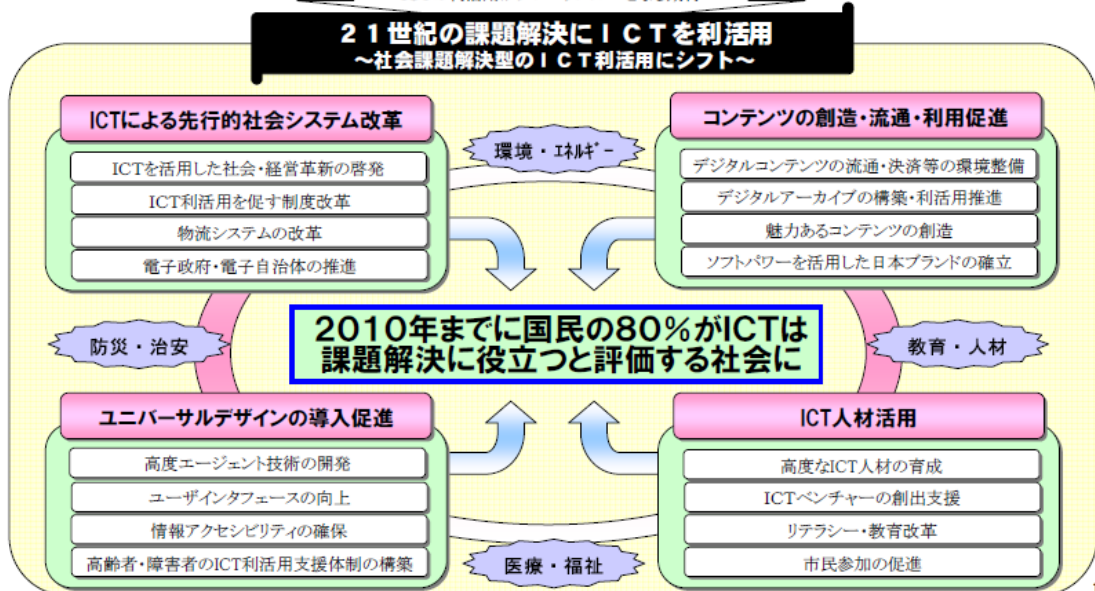 21世紀の課題解決にICTを利活用
~社会課題解決型のICT利活用にシフト~
ICTによる先行的社会システム改革
ICTを活用した社会・経営革新の啓発
ICT利活用を促す制度改革
物流システムの改革
電子政府・電子自治体の推進
環境・エネルギー
コンテンツの創造・流通・利用促進
デジタルコンテンツの流通・決済等の環境整備
デジタルアーカイブの構築・利活用推進
魅力あるコンテンツの創造
ソフトパワーを活用した日本ブランドの確立
防災・治安
2010年までに国民の80%がICTは
課題解決に役立つと評価する社会に
教育・人材
ユニバーサルデザインの導入促進
高度エージェント技術の開発
ユーザインタフェースの向上
情報アクセシビリティの確保
高齢者・障害者のICT利活用支援体制の構築
医療・福祉
ICT人材活用
高度なICT人材の育成
ICTベンチャーの創出支援
リテラシー・教育改革
市民参加の促進